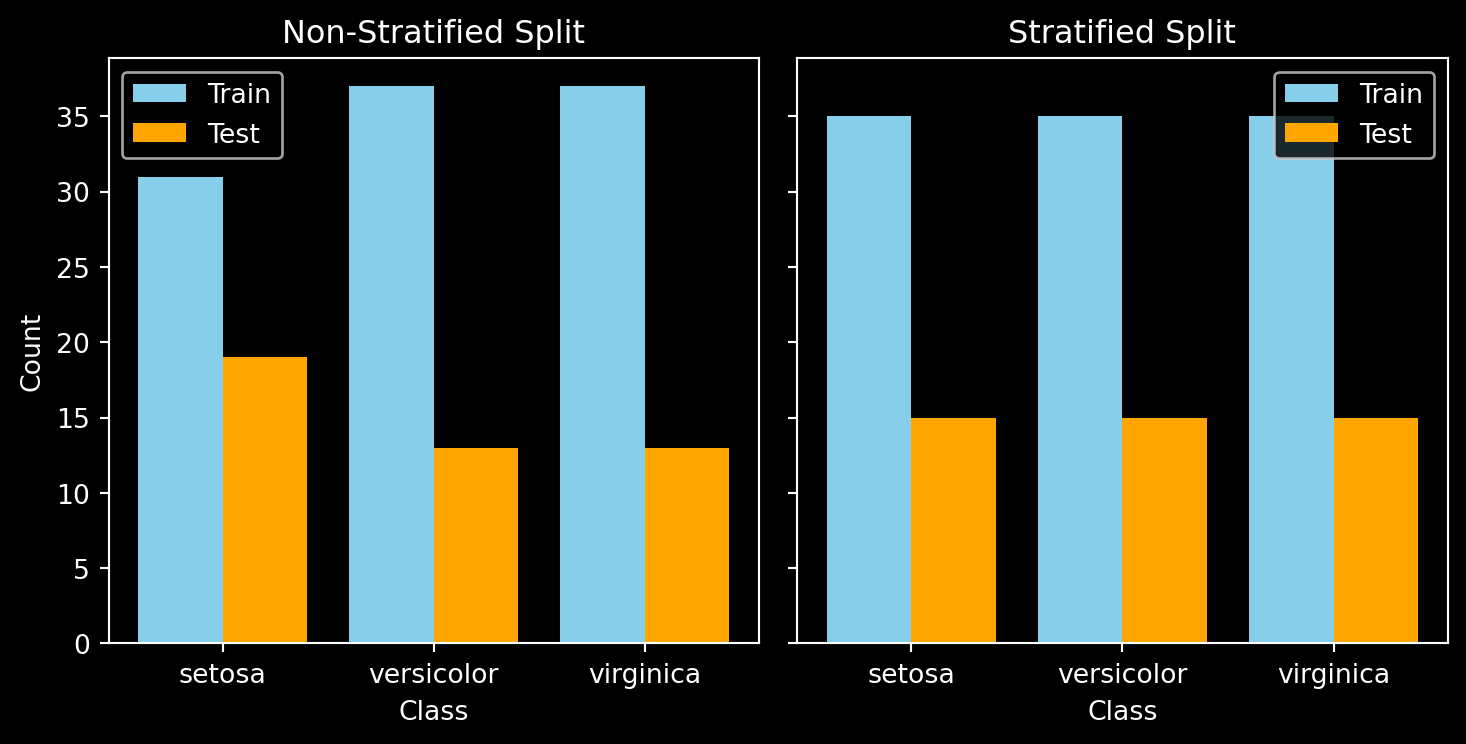 Non-Stratified Split
Train
Test
35
30
25
20
15
10
5
0
Count
setosa versicolor virginica
Class
Stratified Split
Train
Test
setosa versicolor virginica
Class